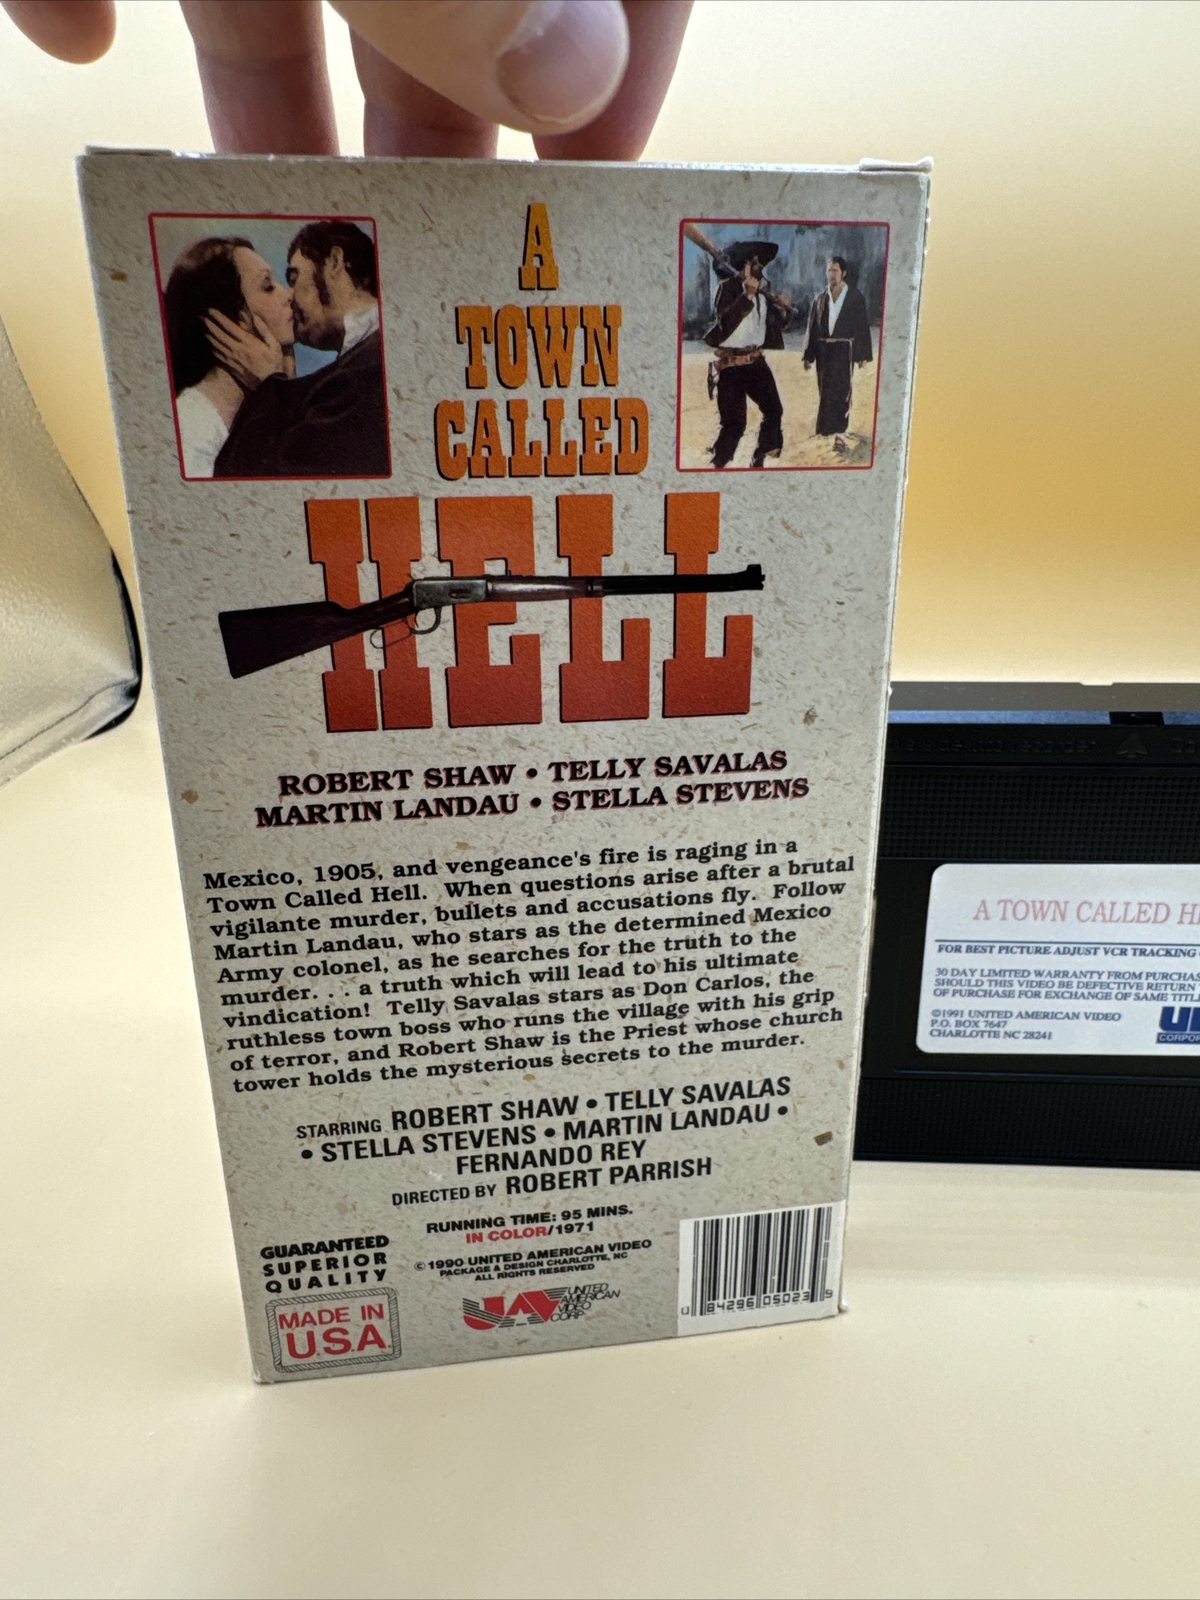 A
TOWN
CALLED
HELL
ROBERT SHAW • TELLY SAVALAS
MARTIN LANDAU • STELLA STEVENS
Mexico, 1905, and vengeance's fire is raging in a
Town Called Hell. When questions arise after a brutal
vigilante murder, bullets and accusations fly. Follow
Martin Landau, who stars as the determined Mexico
Army colonel, as he searches for the truth to the
murder. . . a truth which will lead to his ultimate
vindication! Telly Savalas stars as Don Carlos, the
ruthless town boss who runs the village with his grip
of terror, and Robert Shaw is the Priest whose church
tower holds the mysterious secrets to the murder.
STARRING ROBERT SHAW • TELLY SAVALAS
• STELLA STEVENS • MARTIN LANDAU •
FERNANDO REY
DIRECTED BY ROBERT PARRISH
RUNNING TIME: 95 MINS.
IN COLOR/1971
©1990 UNITED AMERICAN VIDEO
PACKAGE & DESIGN CHARLOTTE, NC
ALL RIGHTS RESERVED
GUARANTEED
SUPERIOR
QUALITY
MADE IN
U.S.A.
UAV
UNITED
AMERICAN
VIDEO
CORP.
0 84296 05023 9
A TOWN CALLED
FOR BEST PICTURE ADJUST VCR TRACKING
30 DAY LIMITED WARRANTY FROM
SHOULD THIS VIDEO BE DEFECTIVE RETURN
OF PURCHASE FOR EXCHANGE OF SAME
©1991 UNITED AMERICAN VIDEO
P.O. BOX 7647
CHARLOTTE NC 28241